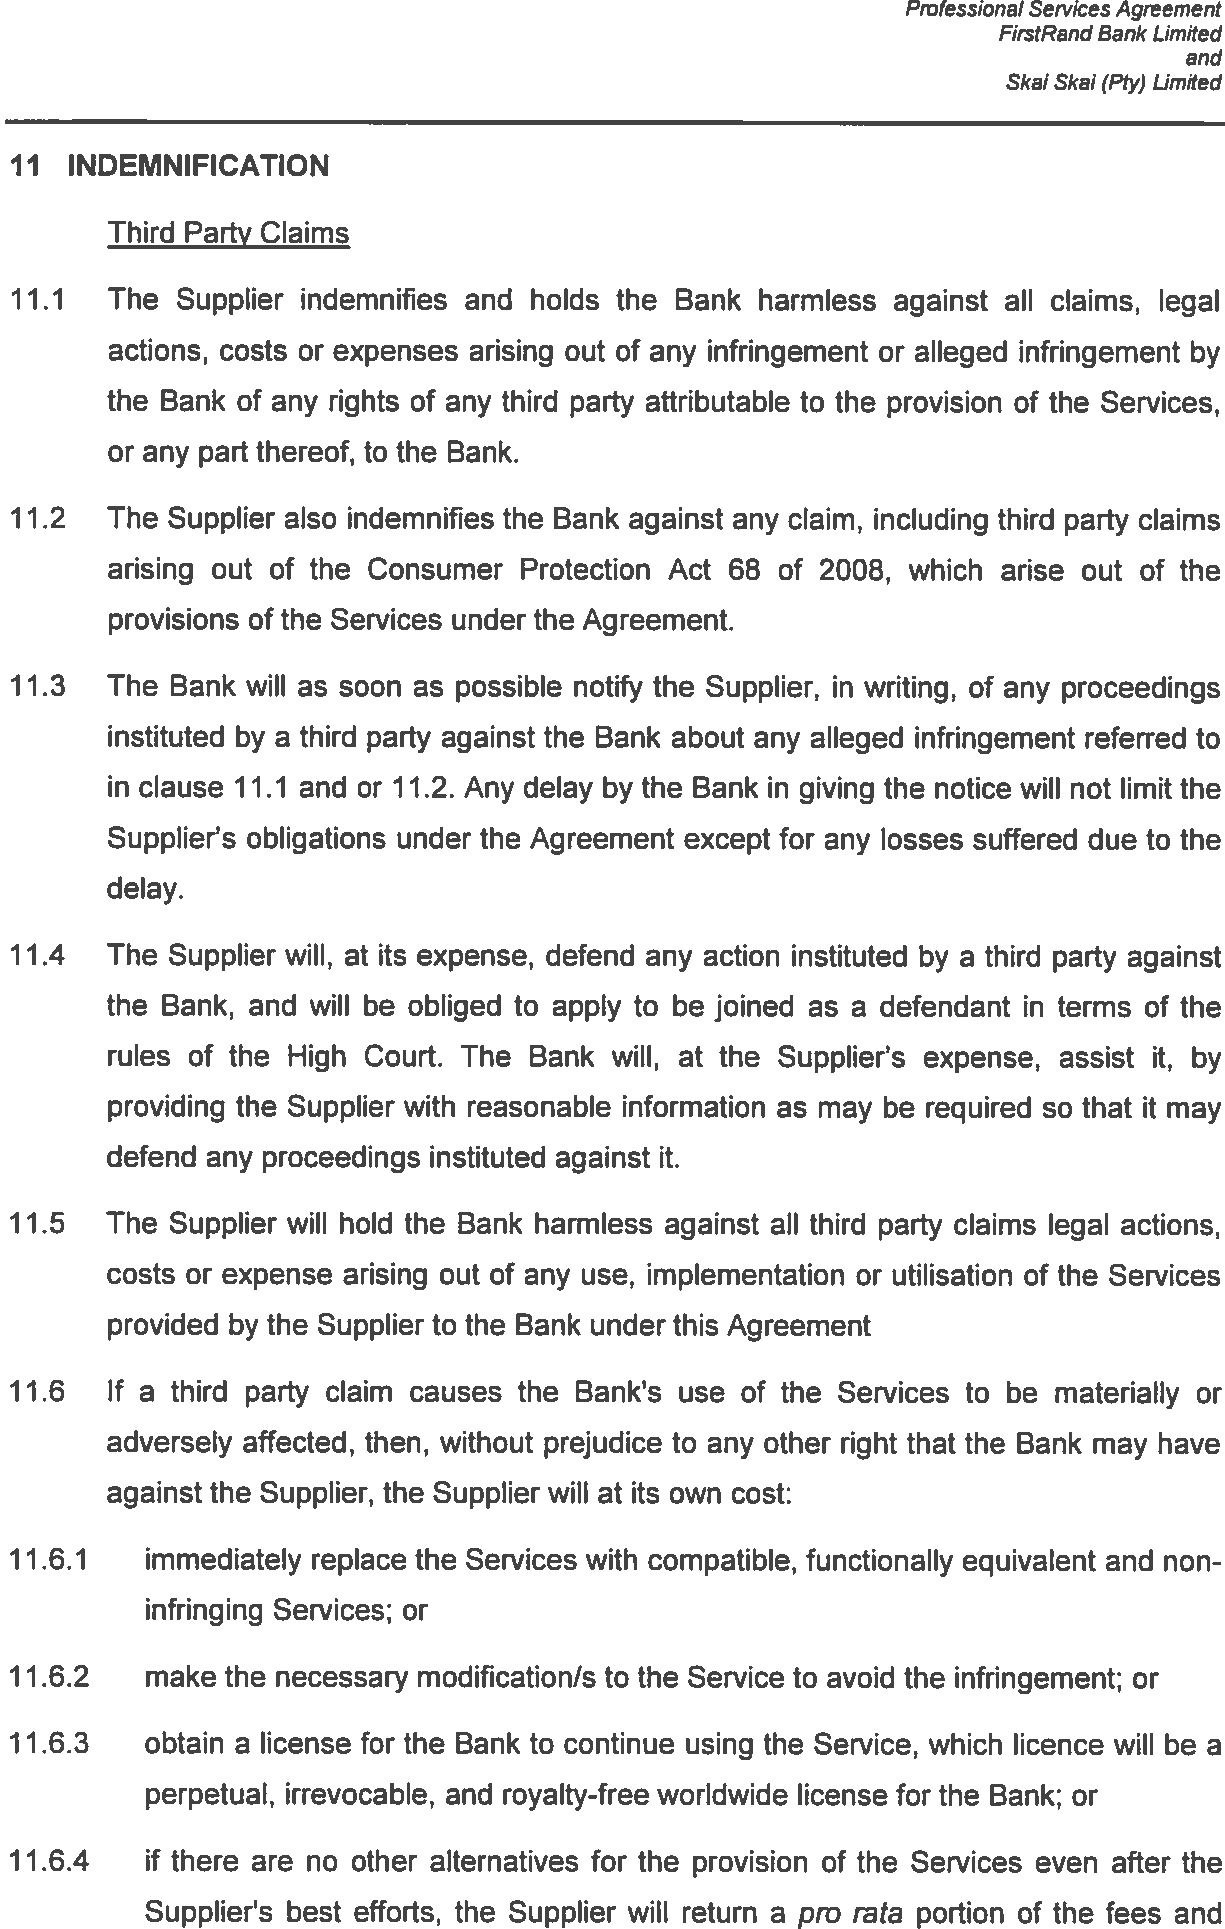 Professional Services Agreement
FirstRand Bank Limited
and
Skai Skai (Pty) Limited
11 INDEMNIFICATION
Third Party Claims
11.1 The Supplier indemnifies and holds the Bank harmless against all claims, legal
actions, costs or expenses arising out of any infringement or alleged infringement by
the Bank of any rights of any third party attributable to the provision of the Services,
or any part thereof, to the Bank.
11.2 The Supplier also indemnifies the Bank against any claim, including third party claims
arising out of the Consumer Protection Act 68 of 2008, which arise out of the
provisions of the Services under the Agreement.
11.3 The Bank will as soon as possible notify the Supplier, in writing, of any proceedings
instituted by a third party against the Bank about any alleged infringement referred to
in clause 11.1 and or 11.2. Any delay by the Bank in giving the notice will not limit the
Supplier's obligations under the Agreement except for any losses suffered due to the
delay.
11.4 The Supplier will, at its expense, defend any action instituted by a third party against
the Bank, and will be obliged to apply to be joined as a defendant in terms of the
rules of the High Court. The Bank will, at the Supplier's expense, assist it, by
providing the Supplier with reasonable information as may be required so that it may
defend any proceedings instituted against it.
11.5 The Supplier will hold the Bank harmless against all third party claims legal actions,
costs or expense arising out of any use, implementation or utilisation of the Services
provided by the Supplier to the Bank under this Agreement
11.6 If a third party claim causes the Bank's use of the Services to be materially or
adversely affected, then, without prejudice to any other right that the Bank may have
against the Supplier, the Supplier will at its own cost:
11.6.1 immediately replace the Services with compatible, functionally equivalent and non-
infringing Services; or
11.6.2 make the necessary modification/s to the Service to avoid the infringement; or
11.6.3 obtain a license for the Bank to continue using the Service, which licence will be a
perpetual, irrevocable, and royalty-free worldwide license for the Bank; or
11.6.4 if there are no other alternatives for the provision of the Services even after the
Supplier's best efforts, the Supplier will return a pro rata portion of the fees and